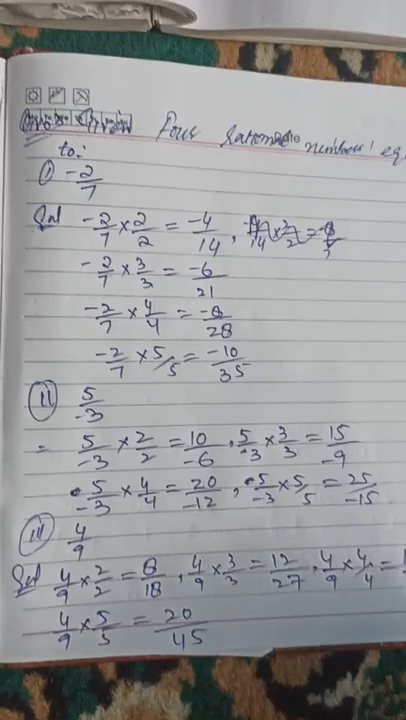 Four rational numbers eq
to:
① -2/7
Sol -2/7 × 2/2 = -4/14,
-2/7 × 3/3 = -6/21
-2/7 × 4/4 = -8/28
-2/7 × 5/5 = -10/35
(ii) 5/-3
= 5/-3 × 2/2 = 10/-6, 5/-3 × 3/3 = 15/-9
5/-3 × 4/4 = 20/-12, 5/-3 × 5/5 = 25/-15
(iii) 4/9
Sol 4/9 × 2/2 = 8/18, 4/9 × 3/3 = 12/27, 4/9 × 4/4 =
4/9 × 5/5 = 20/45